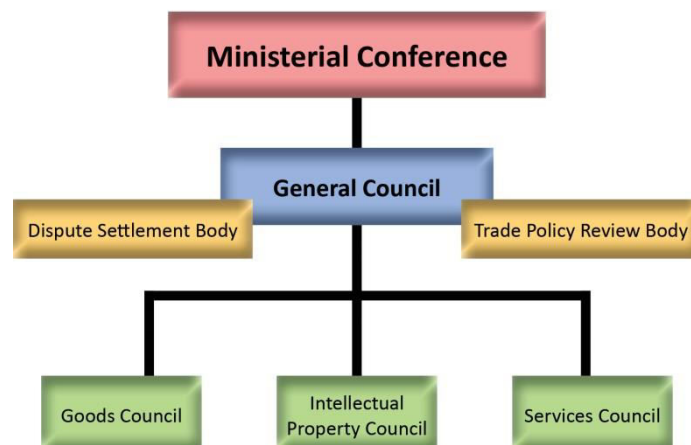 Ministerial Conference
General Council
Dispute Settlement Body
Trade Policy Review Body
Goods Council
Intellectual
Property Council
Services Council